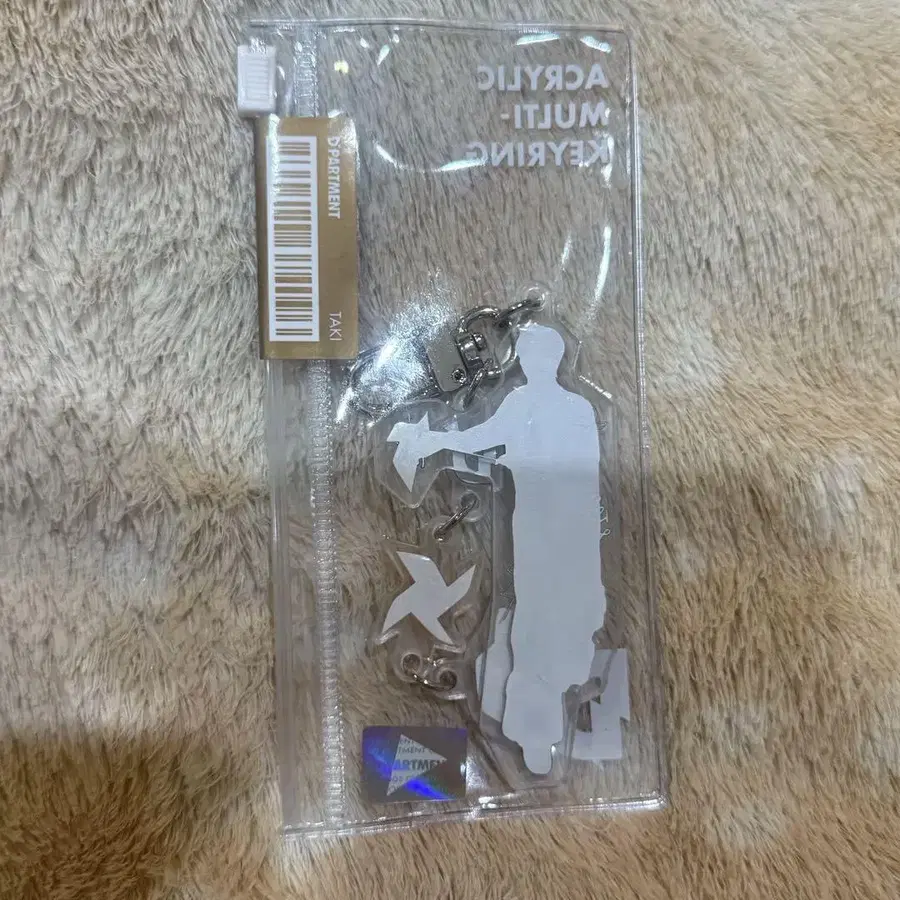 ACRYLIC
MULTI-
KEYRING
D'PARTMENT
TAKI